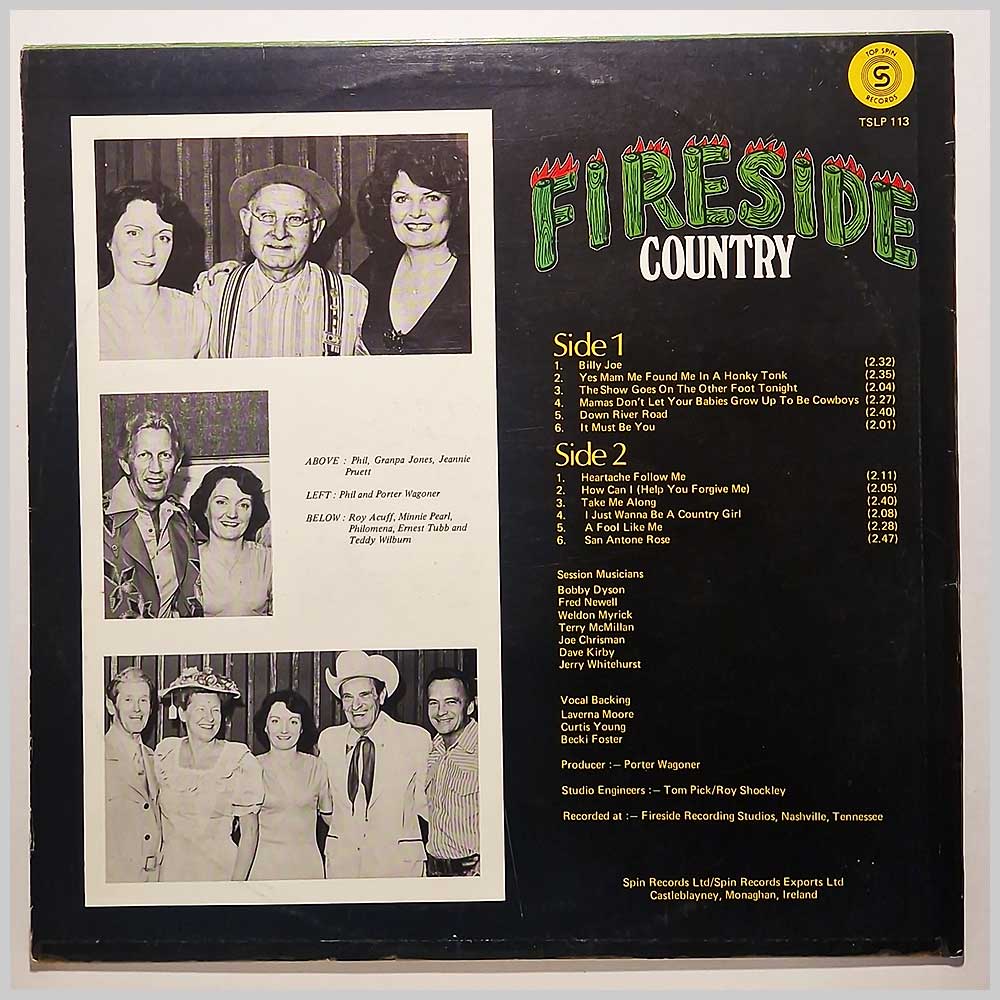 TOP SPIN
S
RECORDS
TSLP 113
FIRESIDE
COUNTRY
Side 1
1. Billy Joe (2.32)
2. Yes Mam Me Found Me In A Honky Tonk (2.35)
3. The Show Goes On The Other Foot Tonight (2.04)
4. Mamas Don't Let Your Babies Grow Up To Be Cowboys (2.27)
5. Down River Road (2.40)
6. It Must Be You (2.01)
Side 2
1. Heartache Follow Me (2.11)
2. How Can I (Help You Forgive Me) (2.05)
3. Take Me Along (2.40)
4. I Just Wanna Be A Country Girl (2.08)
5. A Fool Like Me (2.28)
6. San Antone Rose (2.47)
ABOVE : Phil, Granpa Jones, Jeannie
Pruett
LEFT : Phil and Porter Wagoner
BELOW : Roy Acuff, Minnie Pearl,
Philomena, Ernest Tubb and
Teddy Wilburn
Session Musicians
Bobby Dyson
Fred Newell
Weldon Myrick
Terry McMillan
Joe Chrisman
Dave Kirby
Jerry Whitehurst
Vocal Backing
Laverna Moore
Curtis Young
Becki Foster
Producer :— Porter Wagoner
Studio Engineers :— Tom Pick/Roy Shockley
Recorded at :— Fireside Recording Studios, Nashville, Tennessee
Spin Records Ltd/Spin Records Exports Ltd
Castleblayney, Monaghan, Ireland